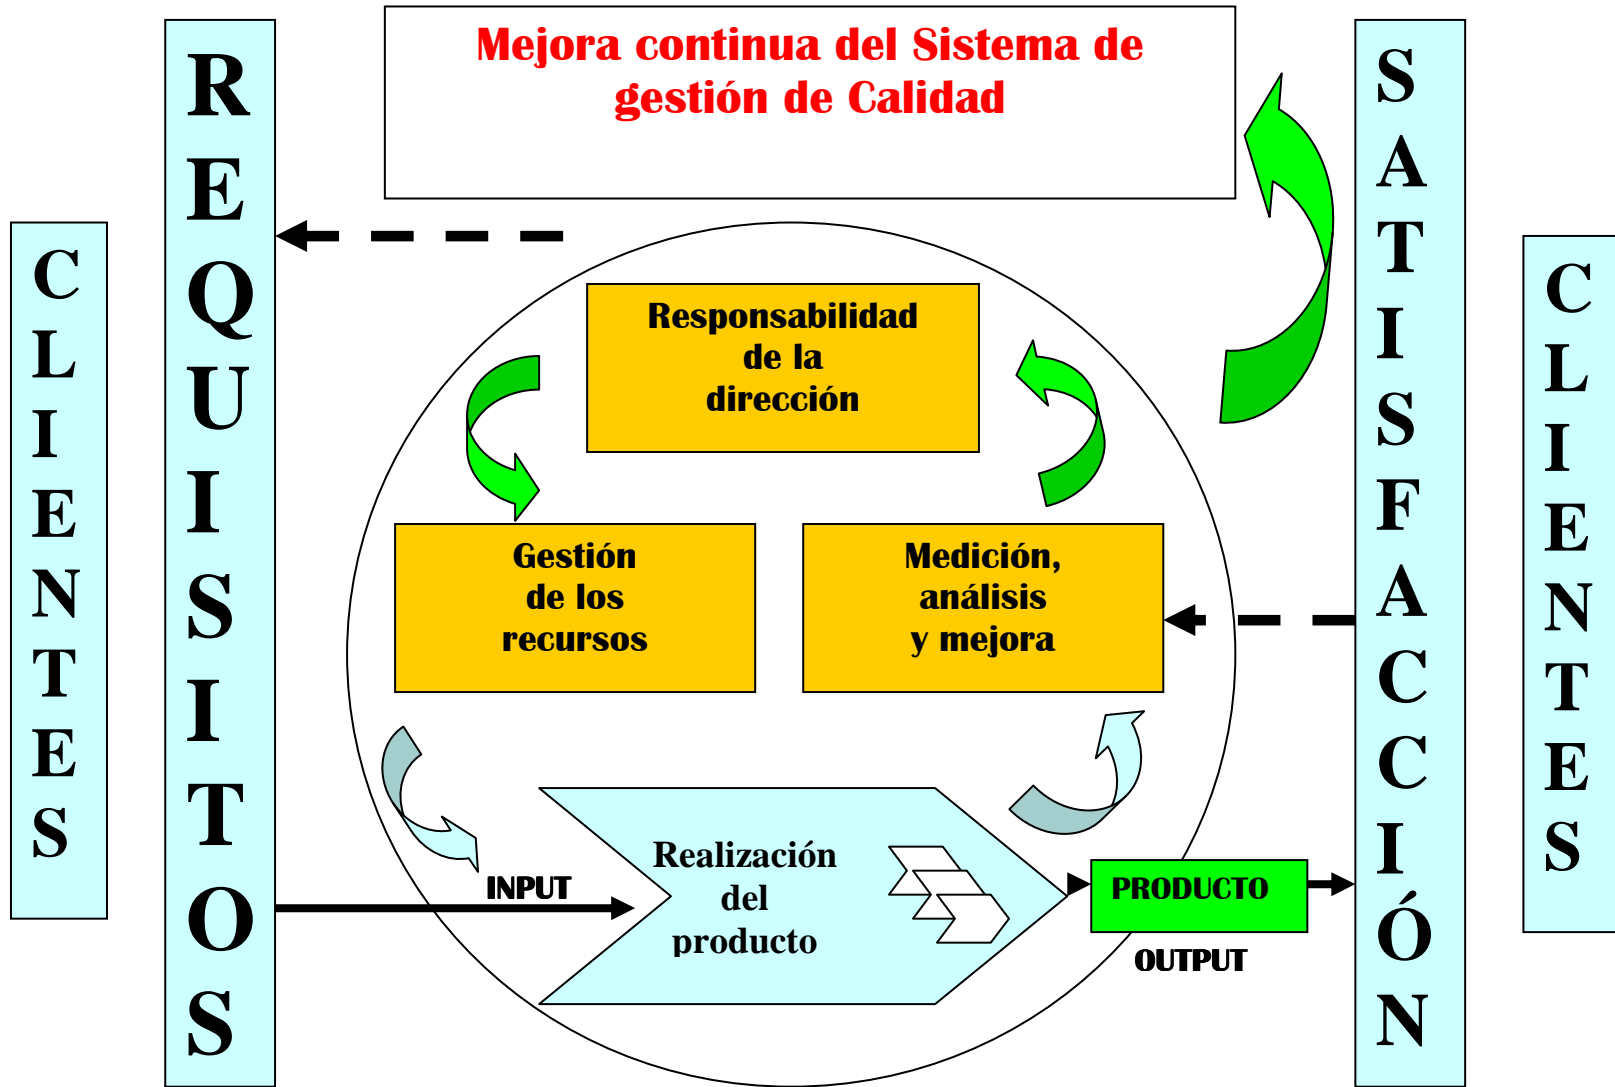 Mejora continua del Sistema de
gestión de Calidad
CLIENTES
REQUISITOS
Responsabilidad
de la
dirección
Gestión
de los
recursos
Medición,
análisis
y mejora
INPUT
Realización
del
producto
PRODUCTO
OUTPUT
SATISFACCIÓN
CLIENTES